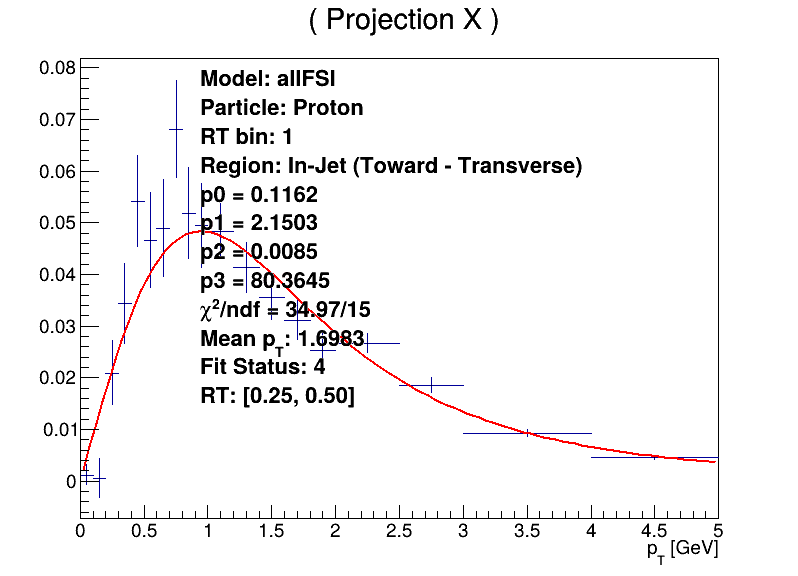 ( Projection X )
0.08
0.07
0.06
0.05
0.04
0.03
0.02
0.01
0
Model: allFSI
Particle: Proton
RT bin: 1
Region: In-Jet (Toward - Transverse)
p0 = 0.1162
p1 = 2.1503
p2 = 0.0085
p3 = 80.3645
χ²/ndf = 34.97/15
Mean p_T: 1.6983
Fit Status: 4
RT: [0.25, 0.50]
0 0.5 1 1.5 2 2.5 3 3.5 4 4.5 5
p_T [GeV]